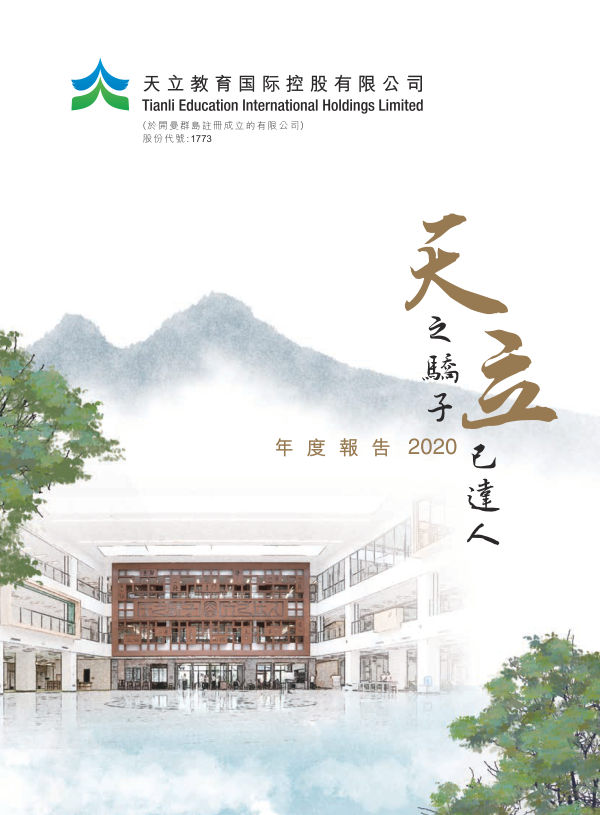 天立教育国际控股有限公司
Tianli Education International Holdings Limited
(於開曼群島註冊成立的有限公司)
股份代號:1773
天之驕子
立己達人
年度報告 2020